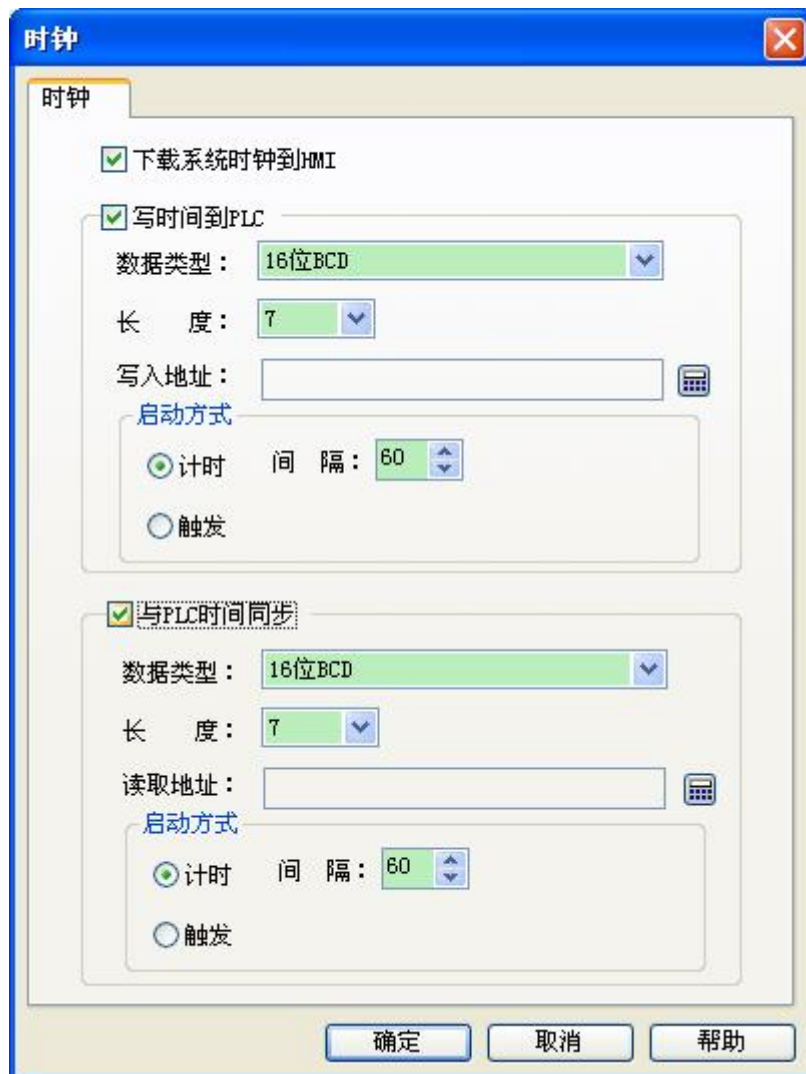 时钟
时钟
下载系统时钟到HMI
写时间到PLC
数据类型： 16位BCD
长 度： 7
写入地址：
启动方式
计时 间 隔： 60
触发
与PLC时间同步
数据类型： 16位BCD
长 度： 7
读取地址：
启动方式
计时 间 隔： 60
触发
确定 取消 帮助